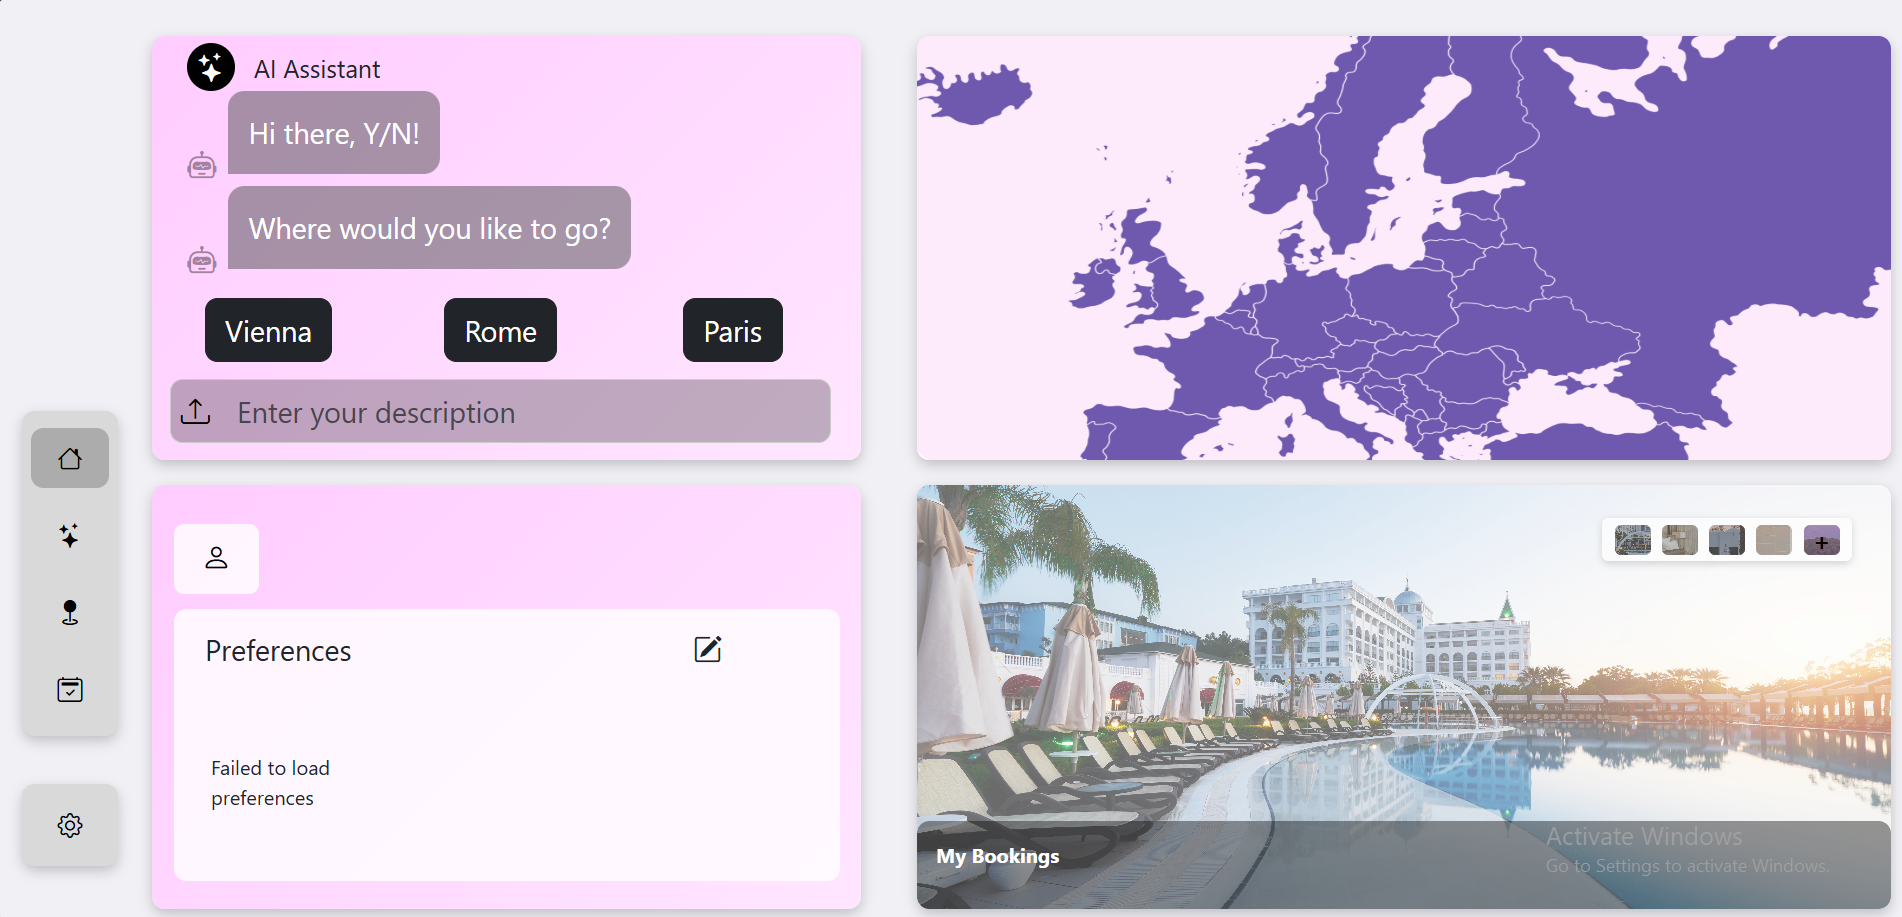 AI Assistant
Hi there, Y/N!
Where would you like to go?
Vienna
Rome
Paris
Enter your description
Preferences
Failed to load
preferences
My Bookings
Activate Windows
Go to Settings to activate Windows.